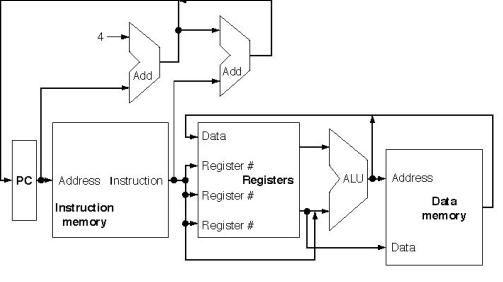 4
Add
Add
Data
PC
Address
Instruction
Instruction
memory
Register #
Registers
Register #
Register #
ALU
Address
Data
memory
Data